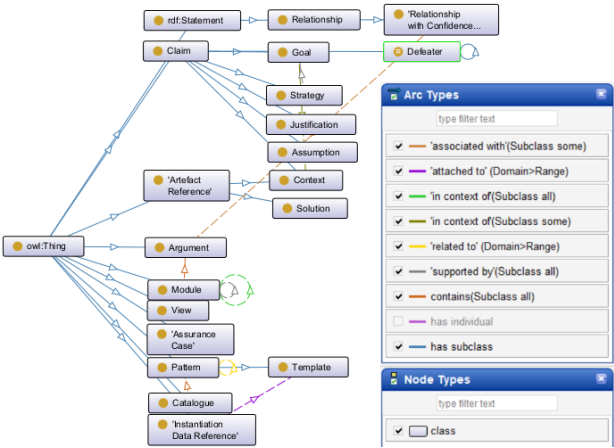 rdf:Statement
Relationship
'Relationship
with Confidence...
Claim
Goal
Defeater
Strategy
Justification
Assumption
'Artefact
Reference'
Context
Solution
owl:Thing
Argument
Module
View
'Assurance
Case'
Pattern
Template
Catalogue
'Instantiation
Data Reference'
Arc Types
type filter text
'associated with'(Subclass some)
'attached to' (Domain>Range)
'in context of'(Subclass all)
'in context of'(Subclass some)
'related to' (Domain>Range)
'supported by'(Subclass all)
contains(Subclass all)
has individual
has subclass
Node Types
type filter text
class